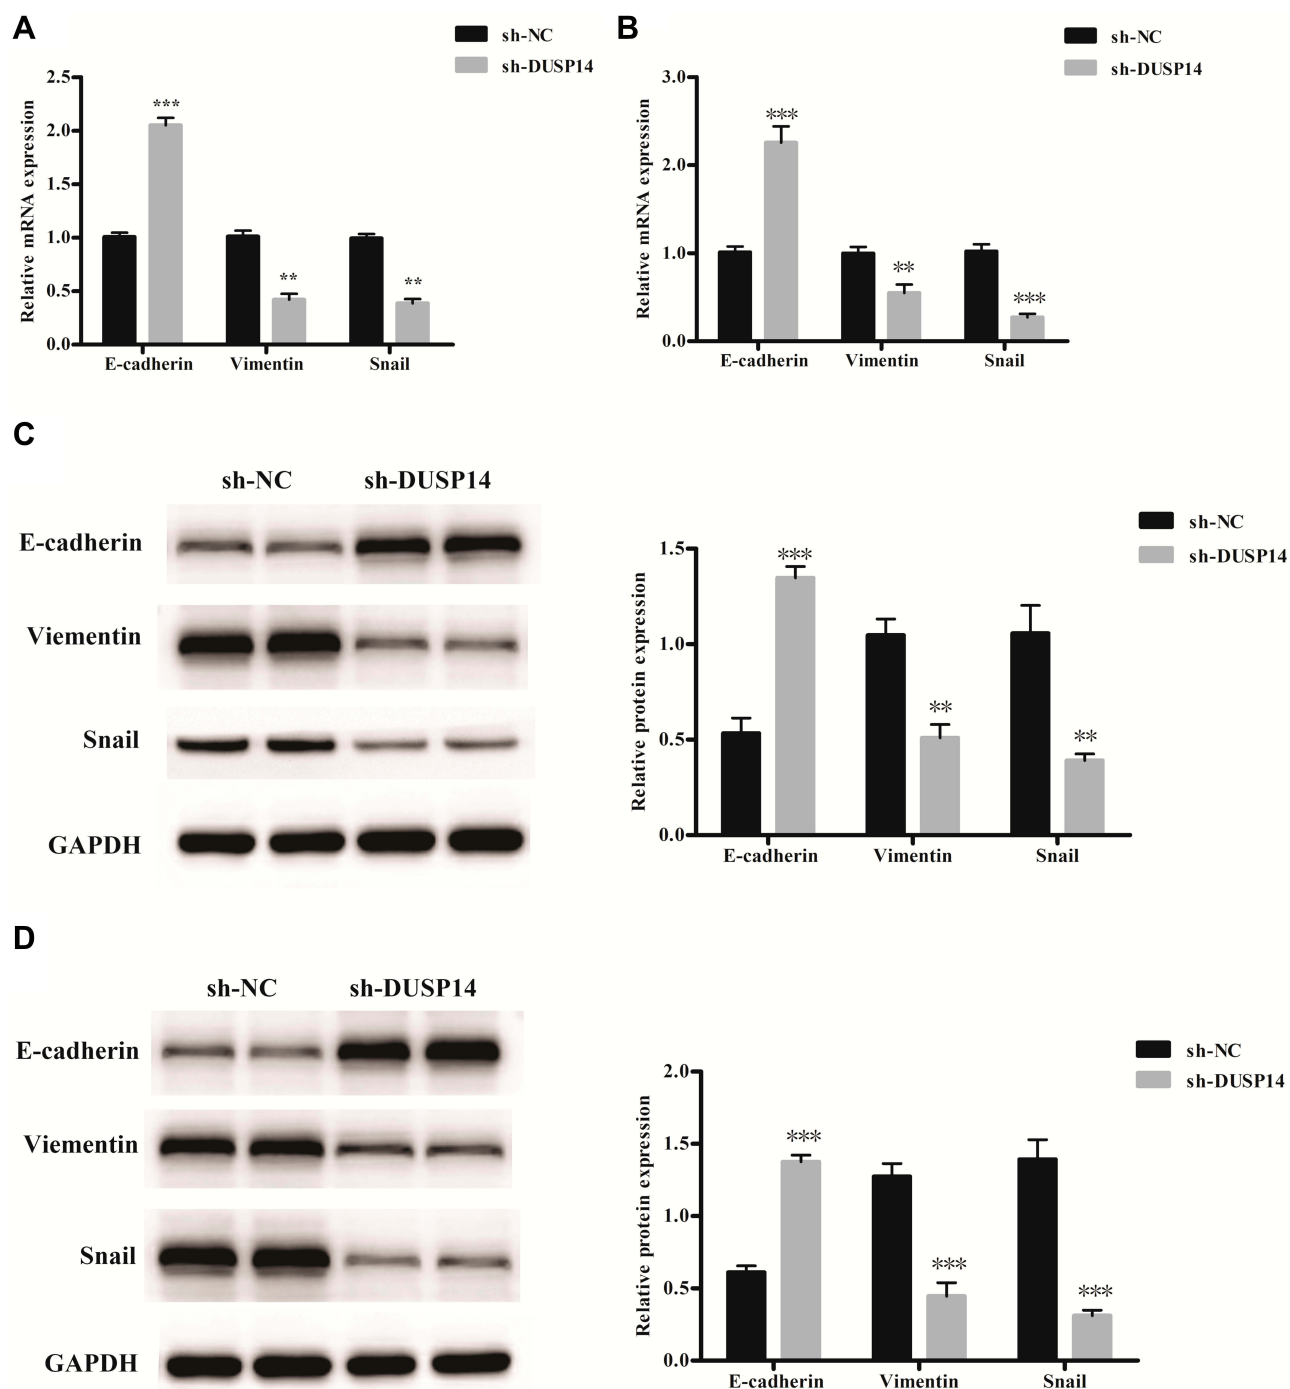 A
sh-NC
sh-DUSP14
Relative mRNA expression
2.5
2.0
1.5
1.0
0.5
0.0
***
**
**
E-cadherin Vimentin Snail
B
sh-NC
sh-DUSP14
Relative mRNA expression
3.0
2.0
1.0
0.0
***
**
***
E-cadherin Vimentin Snail
C
sh-NC sh-DUSP14
E-cadherin
Viementin
Snail
GAPDH
sh-NC
sh-DUSP14
Relative protein expression
1.5
1.0
0.5
0.0
***
**
**
E-cadherin Vimentin Snail
D
sh-NC sh-DUSP14
E-cadherin
Viementin
Snail
GAPDH
sh-NC
sh-DUSP14
Relative protein expression
2.0
1.5
1.0
0.5
0.0
***
***
***
E-cadherin Vimentin Snail